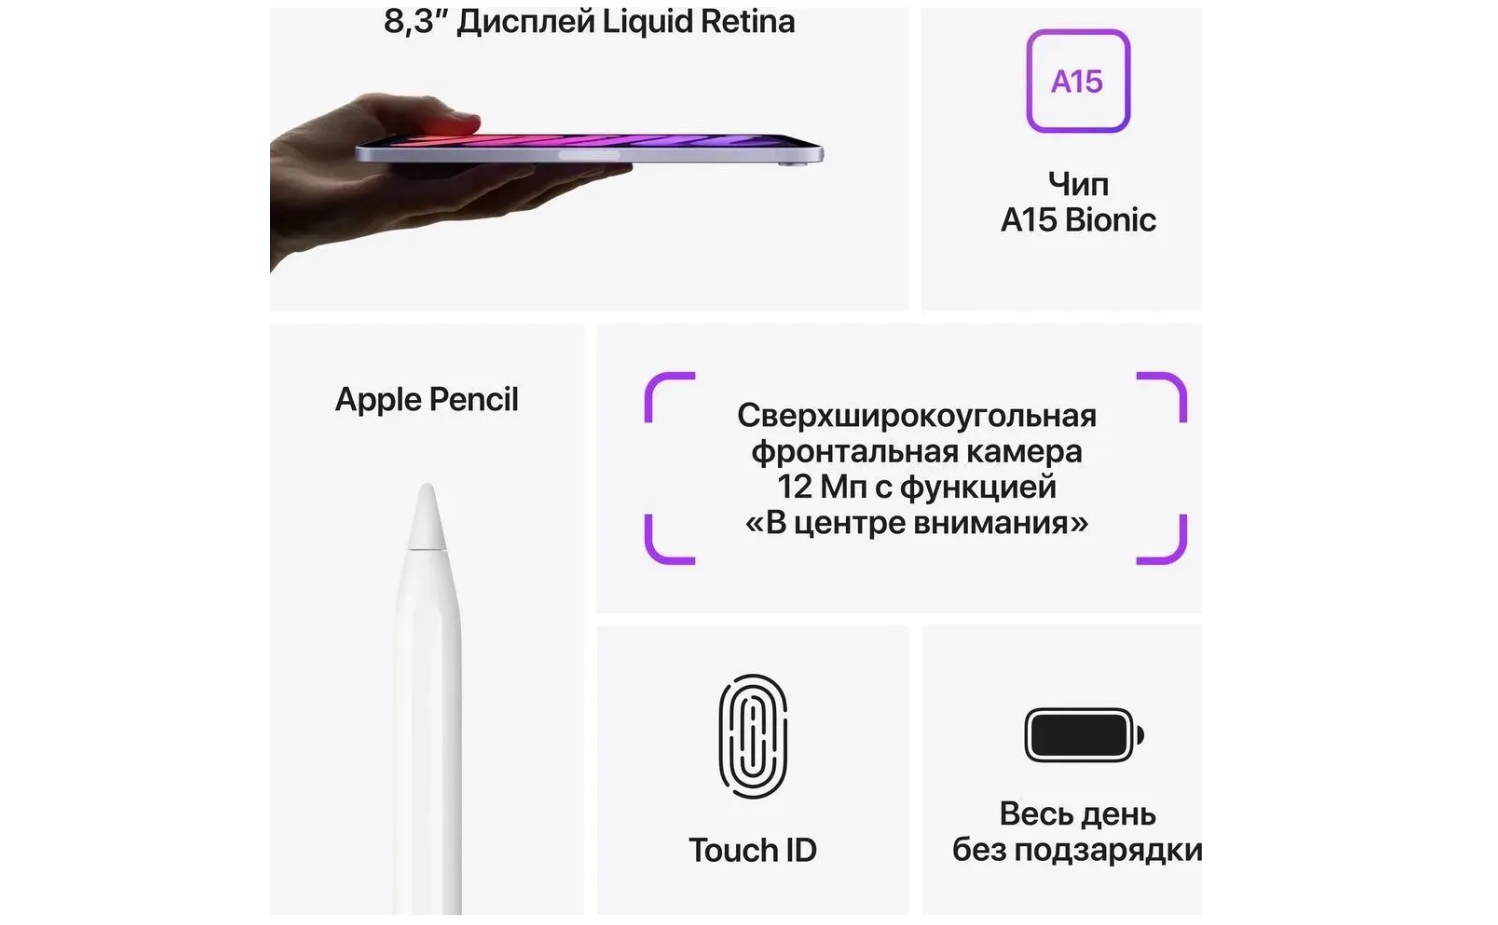 8,3″ Дисплей Liquid Retina
A15
Чип
A15 Bionic
Apple Pencil
Сверхширокоугольная
фронтальная камера
12 Мп с функцией
«В центре внимания»
Touch ID
Весь день
без подзарядки